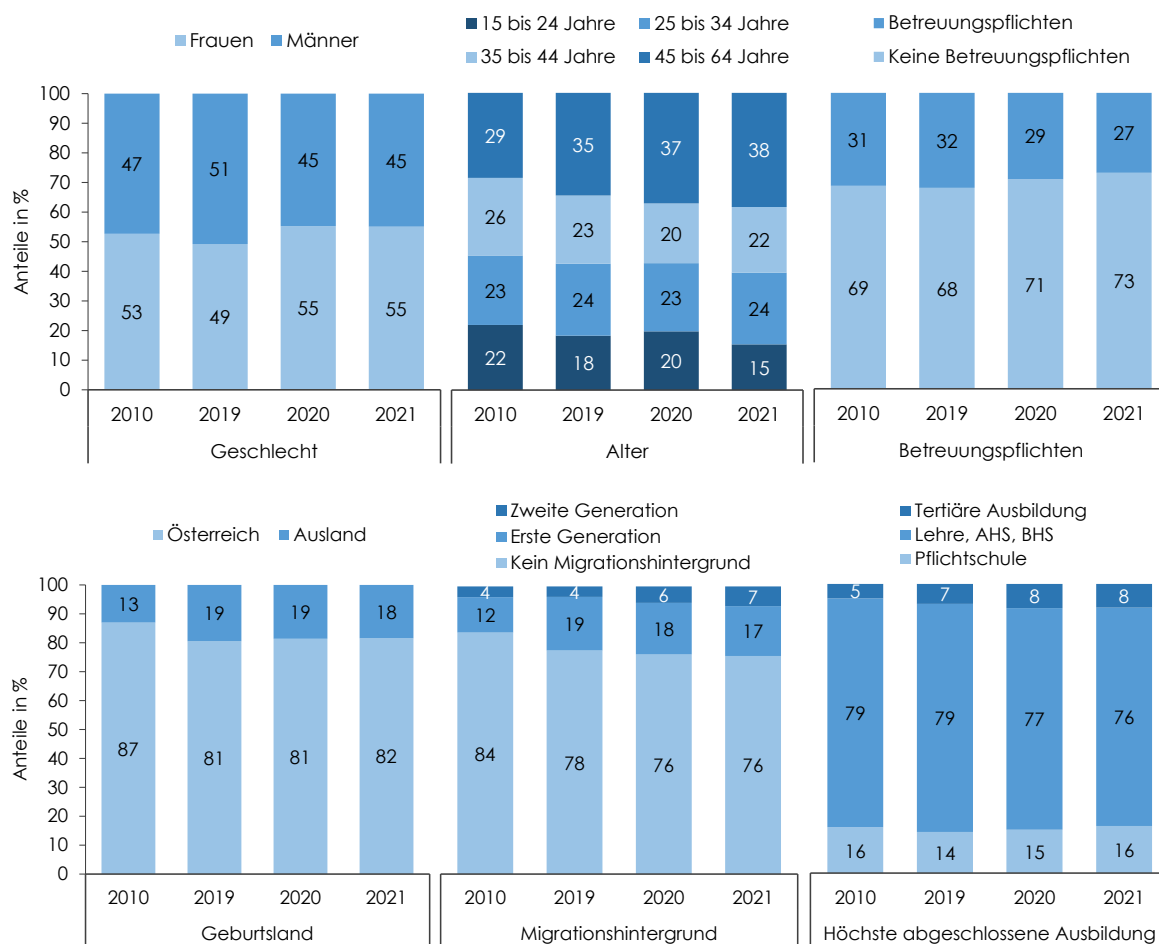 Frauen Männer
15 bis 24 Jahre 25 bis 34 Jahre
35 bis 44 Jahre 45 bis 64 Jahre
Betreuungspflichten
Keine Betreuungspflichten
Anteile in %
100
90
80
70
60
50
40
30
20
10
0
47 51 45 45
53 49 55 55
2010 2019 2020 2021
Geschlecht
29 35 37 38
26 23 20 22
23 24 23 24
22 18 20 15
2010 2019 2020 2021
Alter
31 32 29 27
69 68 71 73
2010 2019 2020 2021
Betreuungspflichten
Österreich Ausland
Zweite Generation
Erste Generation
Kein Migrationshintergrund
Tertiäre Ausbildung
Lehre, AHS, BHS
Pflichtschule
Anteile in %
100
90
80
70
60
50
40
30
20
10
0
13 19 19 18
87 81 81 82
2010 2019 2020 2021
Geburtsland
4 4 6 7
12 19 18 17
84 78 76 76
2010 2019 2020 2021
Migrationshintergrund
5 7 8 8
79 79 77 76
16 14 15 16
2010 2019 2020 2021
Höchste abgeschlossene Ausbildung